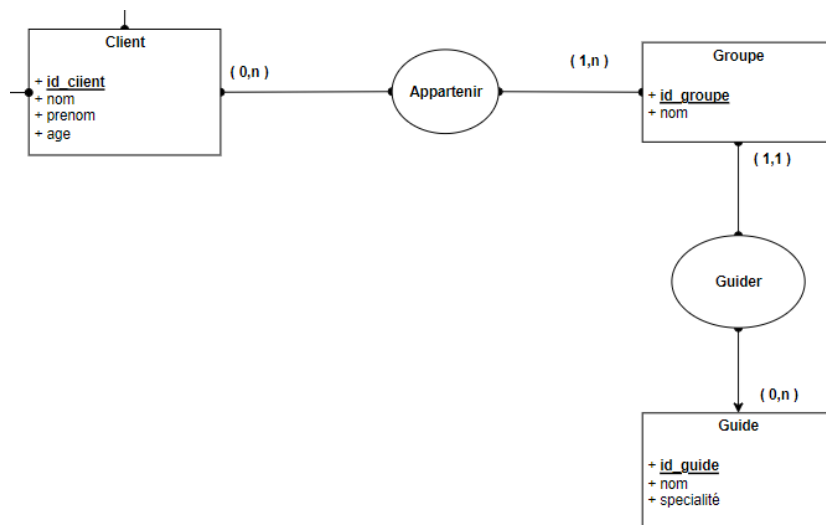 Client
+ id_ciient
+ nom
+ prenom
+ age
( 0,n )
Appartenir
( 1,n )
Groupe
+ id_groupe
+ nom
( 1,1 )
Guider
( 0,n )
Guide
+ id_guide
+ nom
+ specialité